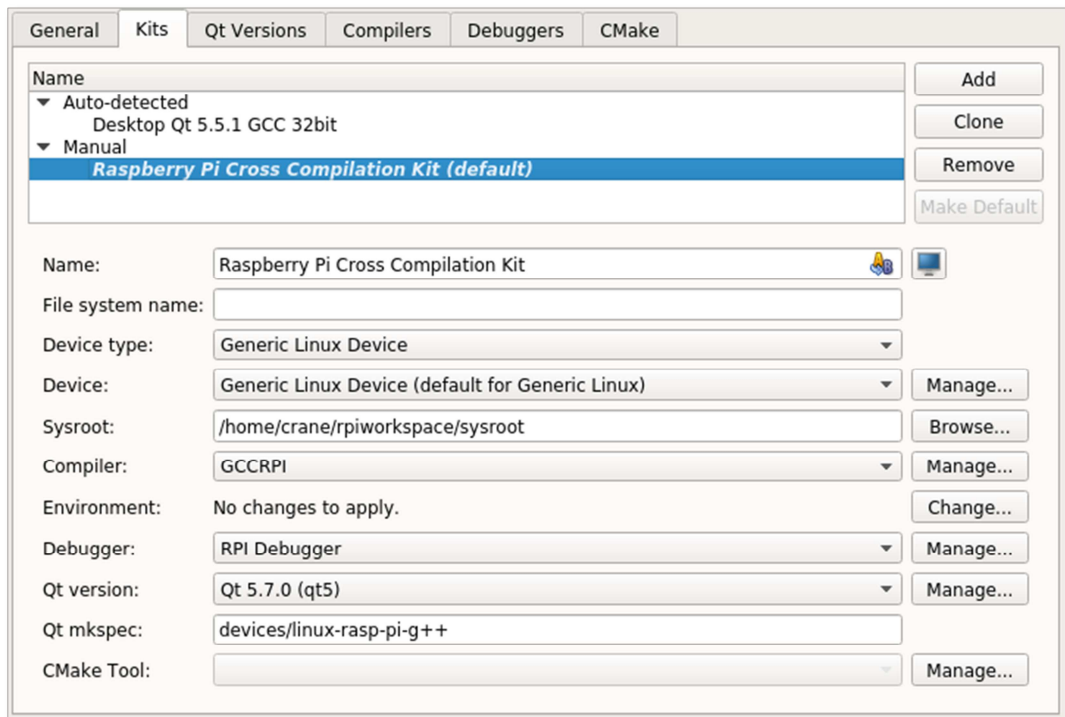 General Kits Qt Versions Compilers Debuggers CMake
Name Add
Auto-detected
Desktop Qt 5.5.1 GCC 32bit Clone
Manual
Raspberry Pi Cross Compilation Kit (default) Remove
Make Default
Name: Raspberry Pi Cross Compilation Kit
File system name:
Device type: Generic Linux Device
Device: Generic Linux Device (default for Generic Linux) Manage...
Sysroot: /home/crane/rpiworkspace/sysroot Browse...
Compiler: GCCRPI Manage...
Environment: No changes to apply. Change...
Debugger: RPI Debugger Manage...
Qt version: Qt 5.7.0 (qt5) Manage...
Qt mkspec: devices/linux-rasp-pi-g++
CMake Tool: Manage...